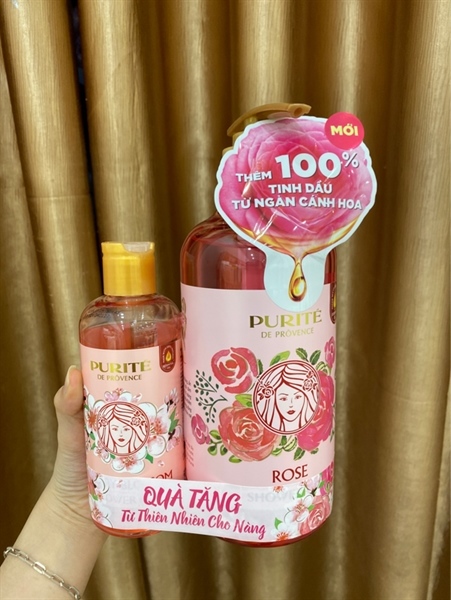 MỚI
THÊM 100%
TINH DẦU
TỪ NGÀN CÁNH HOA
PURITÉ
DE PROVENCE
ROSE
PURITÉ
DE PROVENCE
QUÀ TẶNG
Từ Thiên Nhiên Cho Nàng